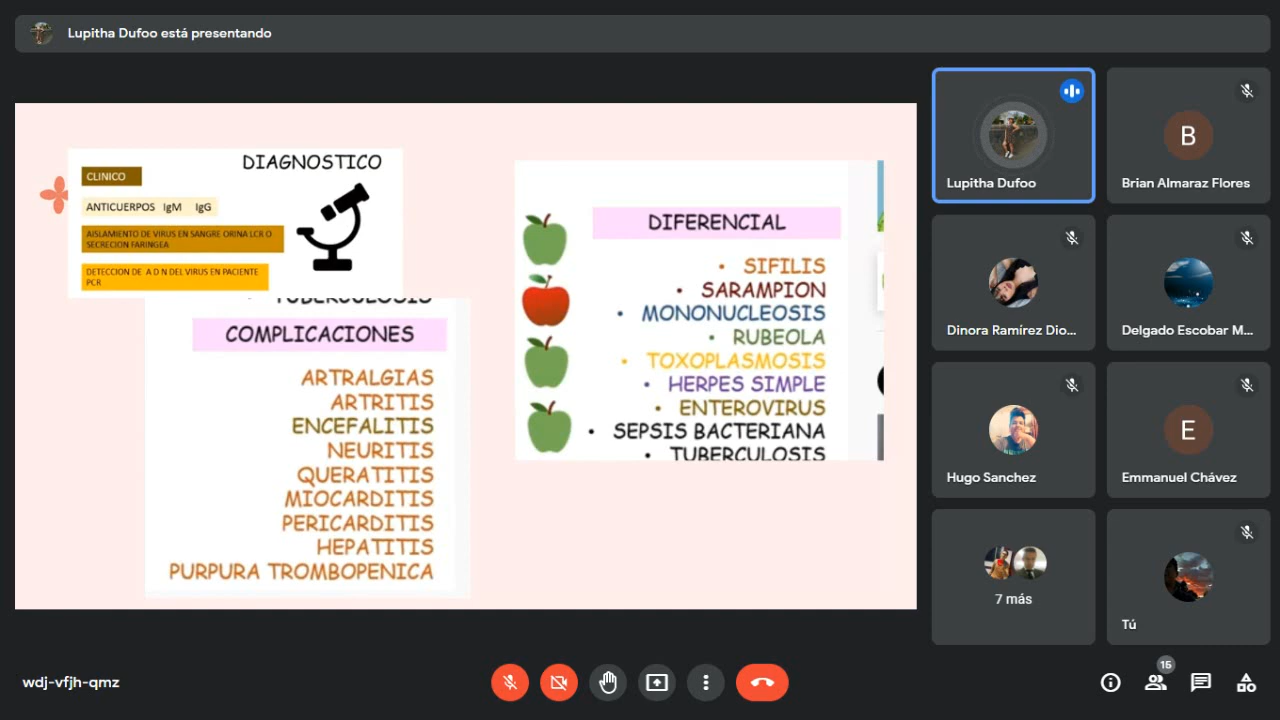 Lupitha Dufoo está presentando
DIAGNOSTICO
CLINICO
ANTICUERPOS IgM IgG
AISLAMIENTO DE VIRUS EN SANGRE ORINA LCR O
SECRECION FARINGEA
DETECCION DE A D N DEL VIRUS EN PACIENTE
PCR
• TUBERCULOSIS
COMPLICACIONES
ARTRALGIAS
ARTRITIS
ENCEFALITIS
NEURITIS
QUERATITIS
MIOCARDITIS
PERICARDITIS
HEPATITIS
PURPURA TROMBOPENICA
DIFERENCIAL
• SIFILIS
• SARAMPION
• MONONUCLEOSIS
• RUBEOLA
• TOXOPLASMOSIS
• HERPES SIMPLE
• ENTEROVIRUS
• SEPSIS BACTERIANA
• TUBERCULOSIS
Lupitha Dufoo
B
Brian Almaraz Flores
Dinora Ramírez Dio...
Delgado Escobar M...
Hugo Sanchez
E
Emmanuel Chávez
7 más
Tú
wdj-vfjh-qmz
15